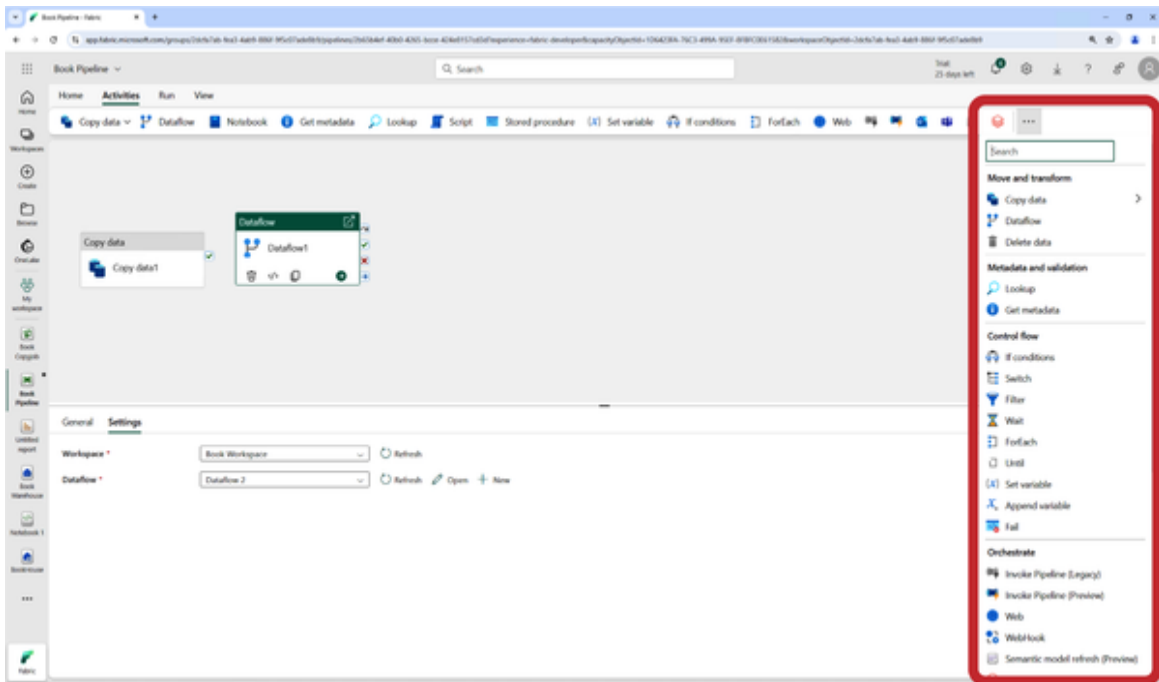 Book Pipeline - Fabric
Book Pipeline
Search
Trial
25 days left
Home
Activities
Run
View
Copy data
Dataflow
Notebook
Get metadata
Lookup
Script
Stored procedure
Set variable
If conditions
ForEach
Web
Home
Workspaces
Create
Browse
OneLake
My
workspace
Book
Copyjob
Book
Pipeline
Untitled
report
Book
Warehouse
Notebook 1
BookHouse
Fabric
Copy data
Copy data1
Dataflow
Dataflow1
General
Settings
Workspace *
Book Workspace
Refresh
Dataflow *
Dataflow 2
Refresh
Open
New
Search
Move and transform
Copy data
Dataflow
Delete data
Metadata and validation
Lookup
Get metadata
Control flow
If conditions
Switch
Filter
Wait
ForEach
Until
Set variable
Append variable
Fail
Orchestrate
Invoke Pipeline (Legacy)
Invoke Pipeline (Preview)
Web
WebHook
Semantic model refresh (Preview)